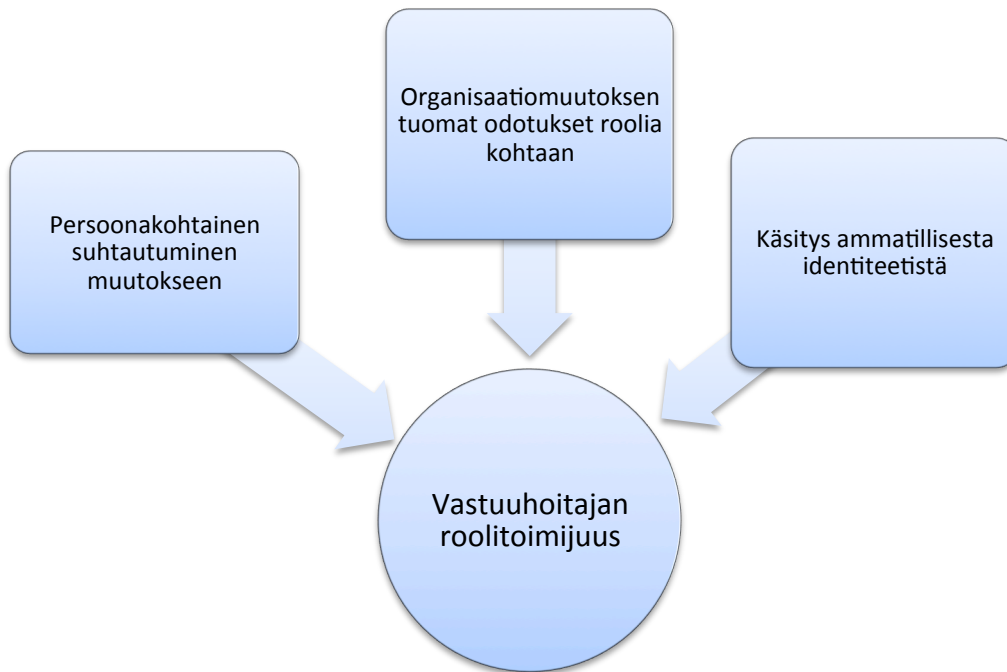 Organisaatiomuutoksen
tuomat odotukset roolia
kohtaan
Persoonakohtainen
suhtautuminen
muutokseen
Käsitys ammatillisesta
identiteetistä
Vastuuhoitajan
roolitoimijuus